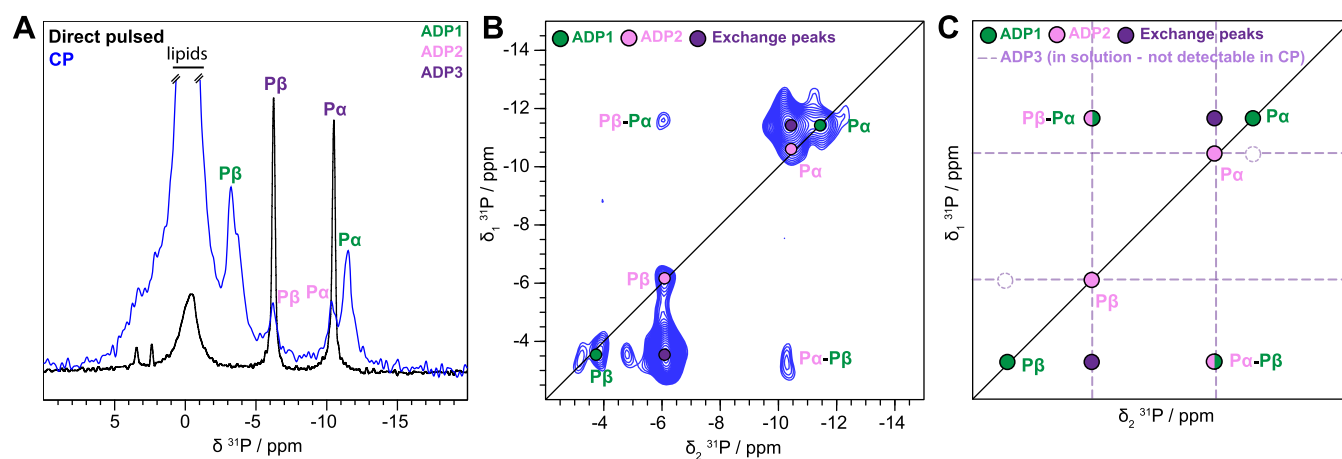 A
Direct pulsed
CP
lipids
ADP1
ADP2
ADP3
Pβ
Pα
Pβ
Pα
Pβ
Pα
5
0
-5
-10
-15
δ ³¹P / ppm
B
ADP1 ADP2 Exchange peaks
-14
-12
-10
-8
-6
-4
δ₁ ³¹P / ppm
Pβ-Pα
Pα
Pα
Pβ
Pβ
Pα-Pβ
-4
-6
-8
-10
-12
-14
δ₂ ³¹P / ppm
C
ADP1 ADP2 Exchange peaks
ADP3 (in solution - not detectable in CP)
Pβ-Pα
Pα
Pα
Pβ
Pβ
Pα-Pβ
δ₁ ³¹P / ppm
δ₂ ³¹P / ppm